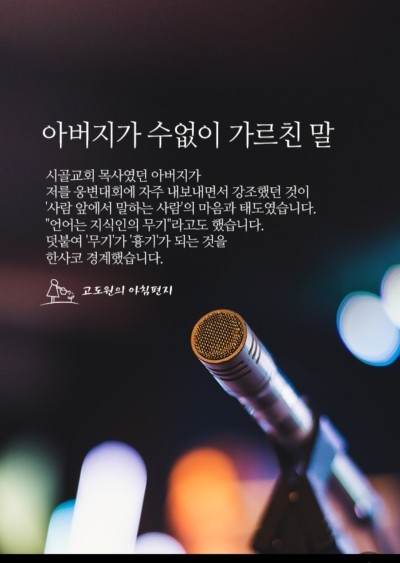 아버지가 수없이 가르친 말
시골교회 목사였던 아버지가
저를 웅변대회에 자주 내보내면서 강조했던 것이
'사람 앞에서 말하는 사람'의 마음과 태도였습니다.
"언어는 지식인의 무기"라고도 했습니다.
덧붙여 '무기'가 '흉기'가 되는 것을
한사코 경계했습니다.
고도원의 아침편지